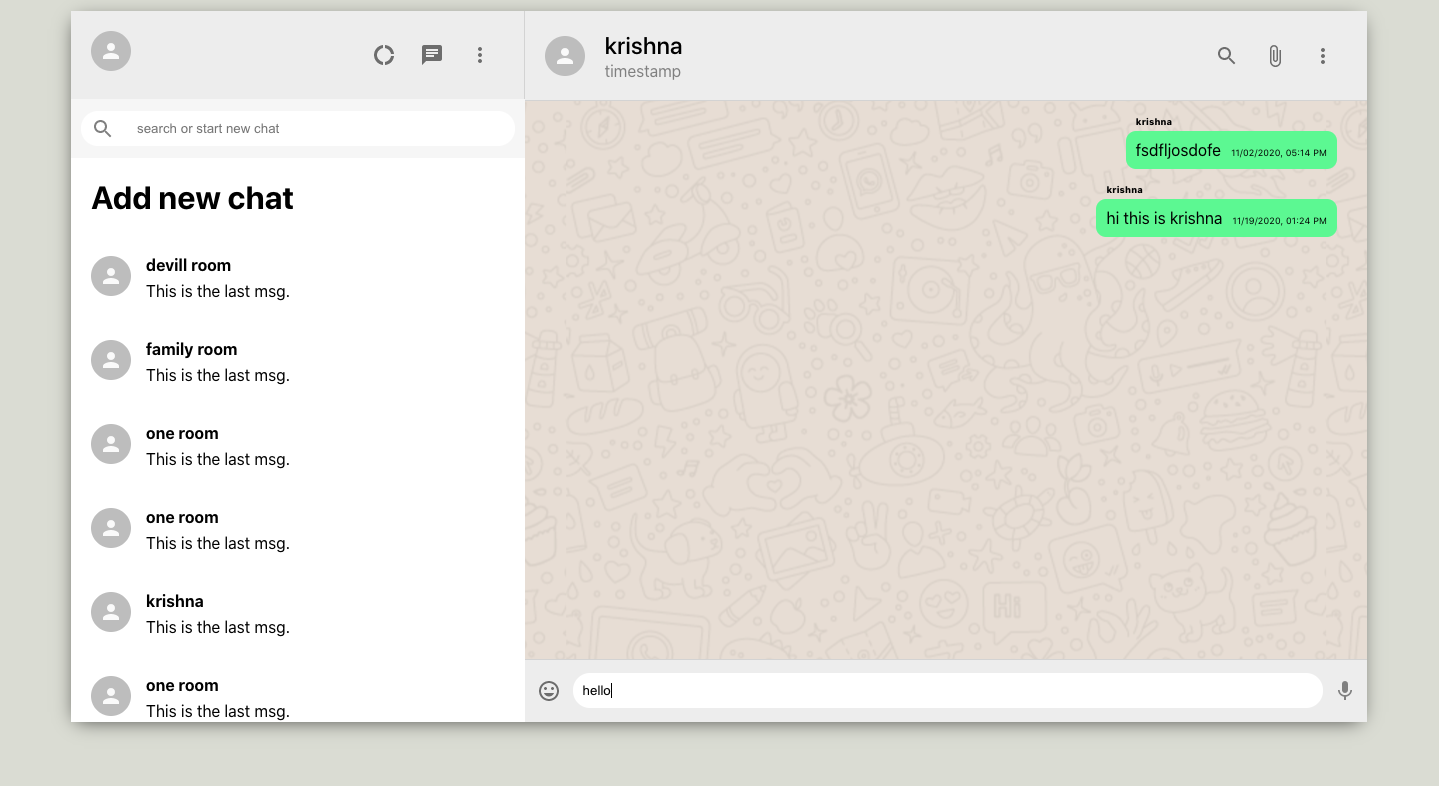 krishna
timestamp
search or start new chat
Add new chat
devill room
This is the last msg.
family room
This is the last msg.
one room
This is the last msg.
one room
This is the last msg.
krishna
This is the last msg.
one room
This is the last msg.
krishna
fsdfljosdofe 11/02/2020, 05:14 PM
krishna
hi this is krishna 11/19/2020, 01:24 PM
Hi
hello